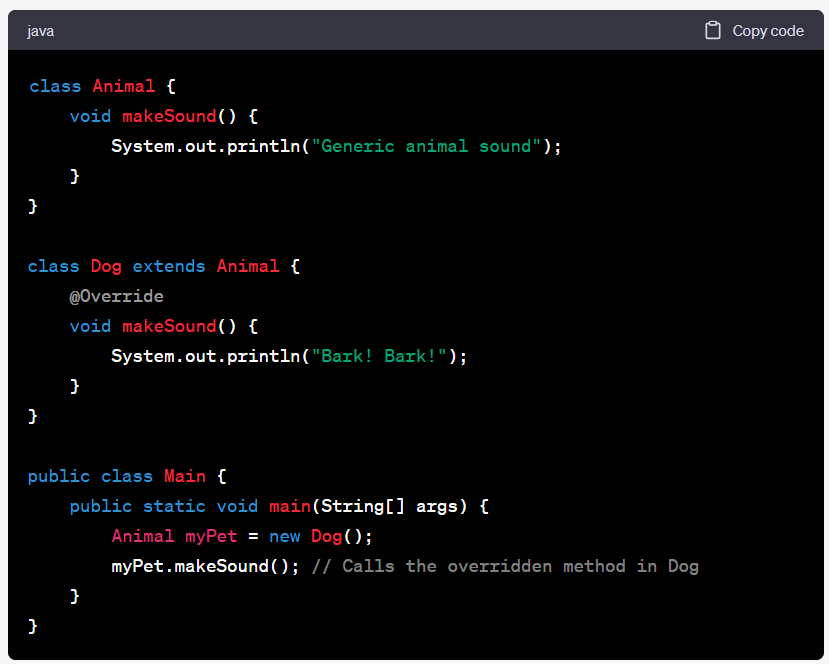 java
Copy code
class Animal {
    void makeSound() {
        System.out.println("Generic animal sound");
    }
}

class Dog extends Animal {
    @Override
    void makeSound() {
        System.out.println("Bark! Bark!");
    }
}

public class Main {
    public static void main(String[] args) {
        Animal myPet = new Dog();
        myPet.makeSound(); // Calls the overridden method in Dog
    }
}